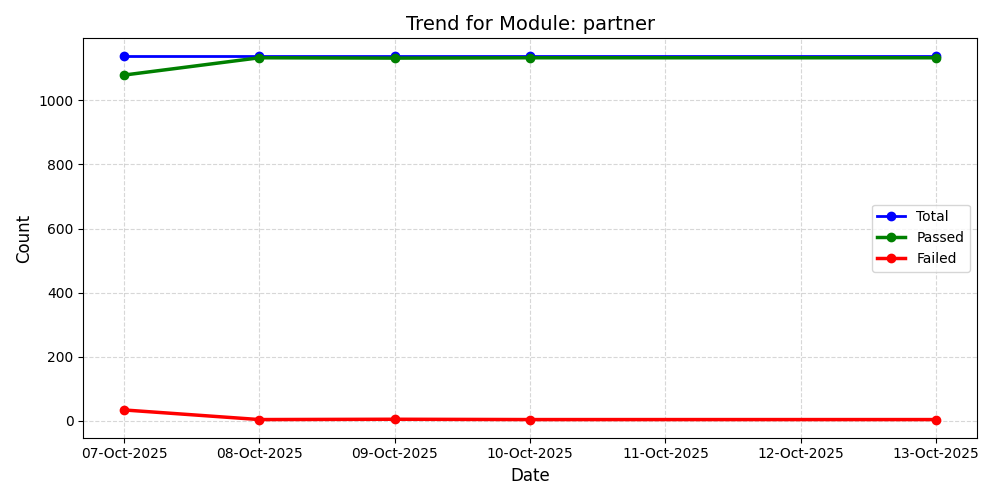 Trend for Module: partner
1000
800
600
400
200
0
Count
Total
Passed
Failed
07-Oct-2025 08-Oct-2025 09-Oct-2025 10-Oct-2025 11-Oct-2025 12-Oct-2025 13-Oct-2025
Date